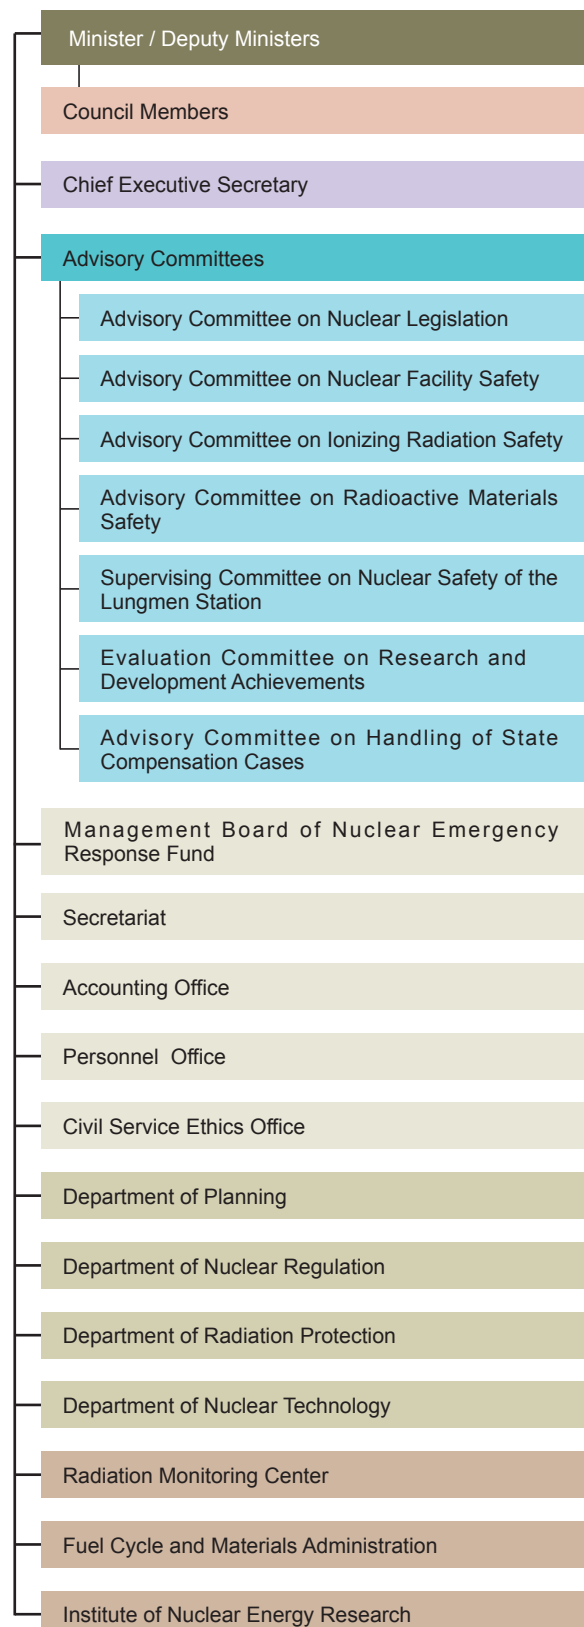 Minister / Deputy Ministers
Council Members
Chief Executive Secretary
Advisory Committees
Advisory Committee on Nuclear Legislation
Advisory Committee on Nuclear Facility Safety
Advisory Committee on Ionizing Radiation Safety
Advisory Committee on Radioactive Materials
Safety
Supervising Committee on Nuclear Safety of the
Lungmen Station
Evaluation Committee on Research and
Development Achievements
Advisory Committee on Handling of State
Compensation Cases
Management Board of Nuclear Emergency
Response Fund
Secretariat
Accounting Office
Personnel Office
Civil Service Ethics Office
Department of Planning
Department of Nuclear Regulation
Department of Radiation Protection
Department of Nuclear Technology
Radiation Monitoring Center
Fuel Cycle and Materials Administration
Institute of Nuclear Energy Research